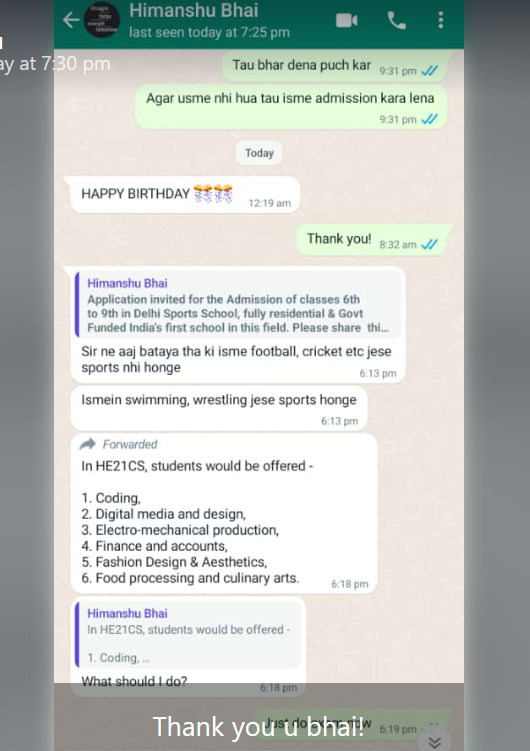 Himanshu Bhai
last seen today at 7:25 pm
ay at 7:30 pm
Tau bhar dena puch kar 9:31 pm
Agar usme nhi hua tau isme admission kara lena
9:31 pm
Today
HAPPY BIRTHDAY 🎊🎊
12:19 am
Thank you! 8:32 am
Himanshu Bhai
Application invited for the Admission of classes 6th
to 9th in Delhi Sports School, fully residential & Govt
Funded India's first school in this field. Please share thi...
Sir ne aaj bataya tha ki isme football, cricket etc jese
sports nhi honge
6:13 pm
Ismein swimming, wrestling jese sports honge
6:13 pm
Forwarded
In HE21CS, students would be offered -
1. Coding,
2. Digital media and design,
3. Electro-mechanical production,
4. Finance and accounts,
5. Fashion Design & Aesthetics,
6. Food processing and culinary arts.
6:18 pm
Himanshu Bhai
In HE21CS, students would be offered -
1. Coding, ...
What should I do?
6:18 pm
Just do now 6:19 pm
Thank you u bhai!